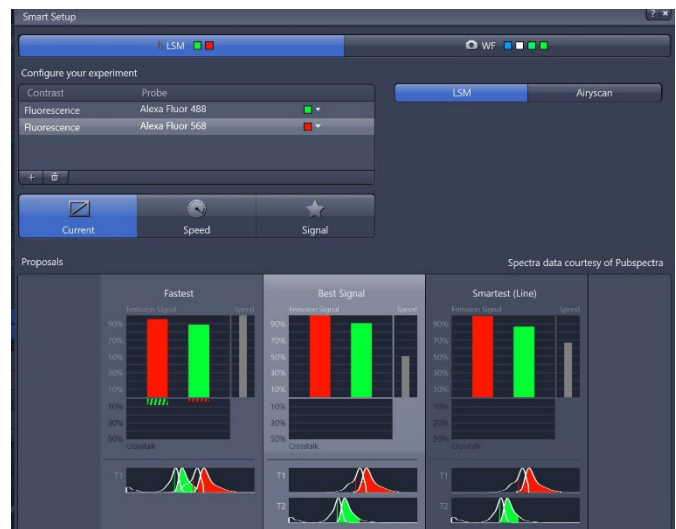 Smart Setup
? ×
LSM
WF
Configure your experiment
Contrast Probe
Fluorescence Alexa Fluor 488
Fluorescence Alexa Fluor 568
LSM Airyscan
+
Current Speed Signal
Proposals Spectra data courtesy of Pubspectra
Fastest Best Signal Smartest (Line)
Emission Signal Speed Emission Signal Speed Emission Signal Speed
90% 90% 90%
70% 70% 70%
50% 50% 50%
30% 30% 30%
10% 10% 10%
10% 10% 10%
30% 30% 30%
50% 50% 50%
Crosstalk Crosstalk Crosstalk
T1 T1 T1
T2 T2